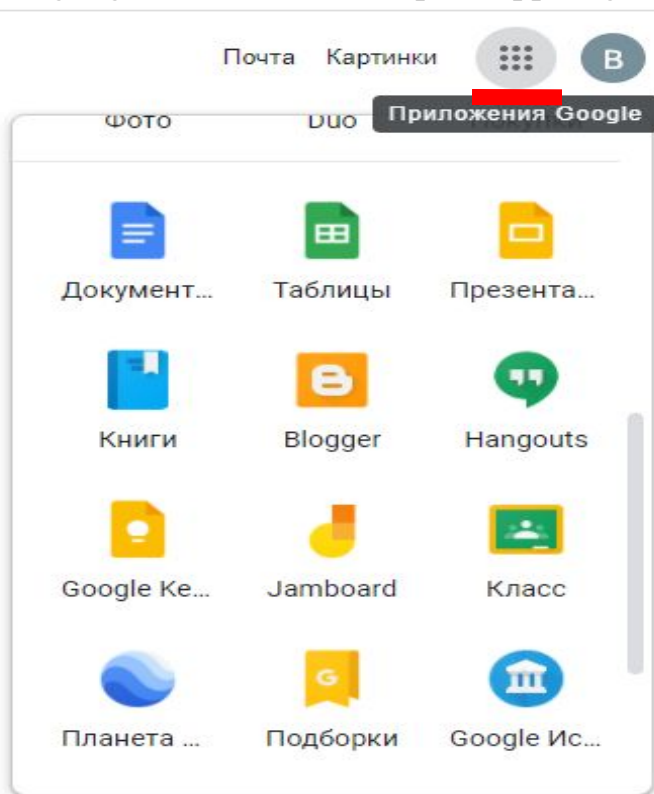 Почта Картинки B
Приложения Google
Фото Duo
Документ... Таблицы Презента...
Книги Blogger Hangouts
Google Ke... Jamboard Класс
G
Планета ... Подборки Google Ис...